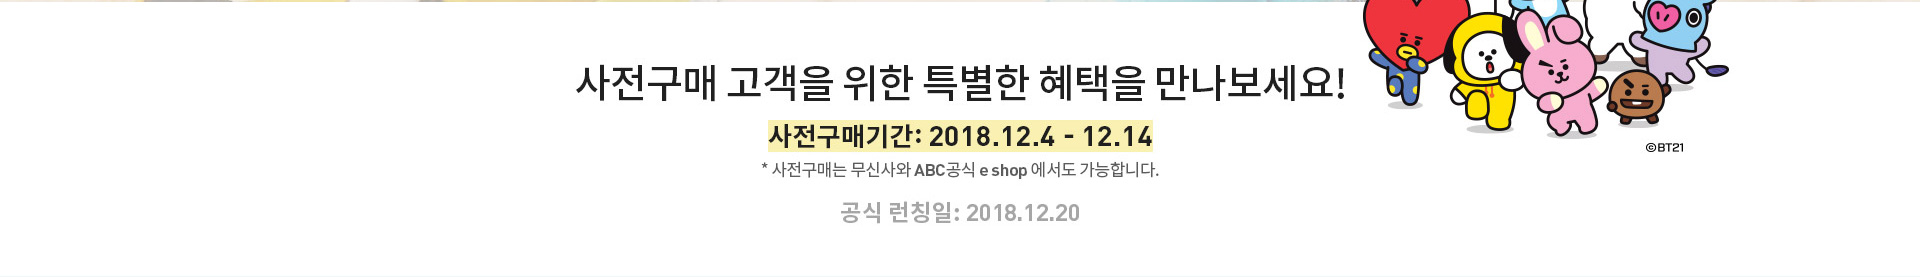 사전구매 고객을 위한 특별한 혜택을 만나보세요!
사전구매기간: 2018.12.4 - 12.14
* 사전구매는 무신사와 ABC공식 e shop 에서도 가능합니다.
공식 런칭일: 2018.12.20
©BT21